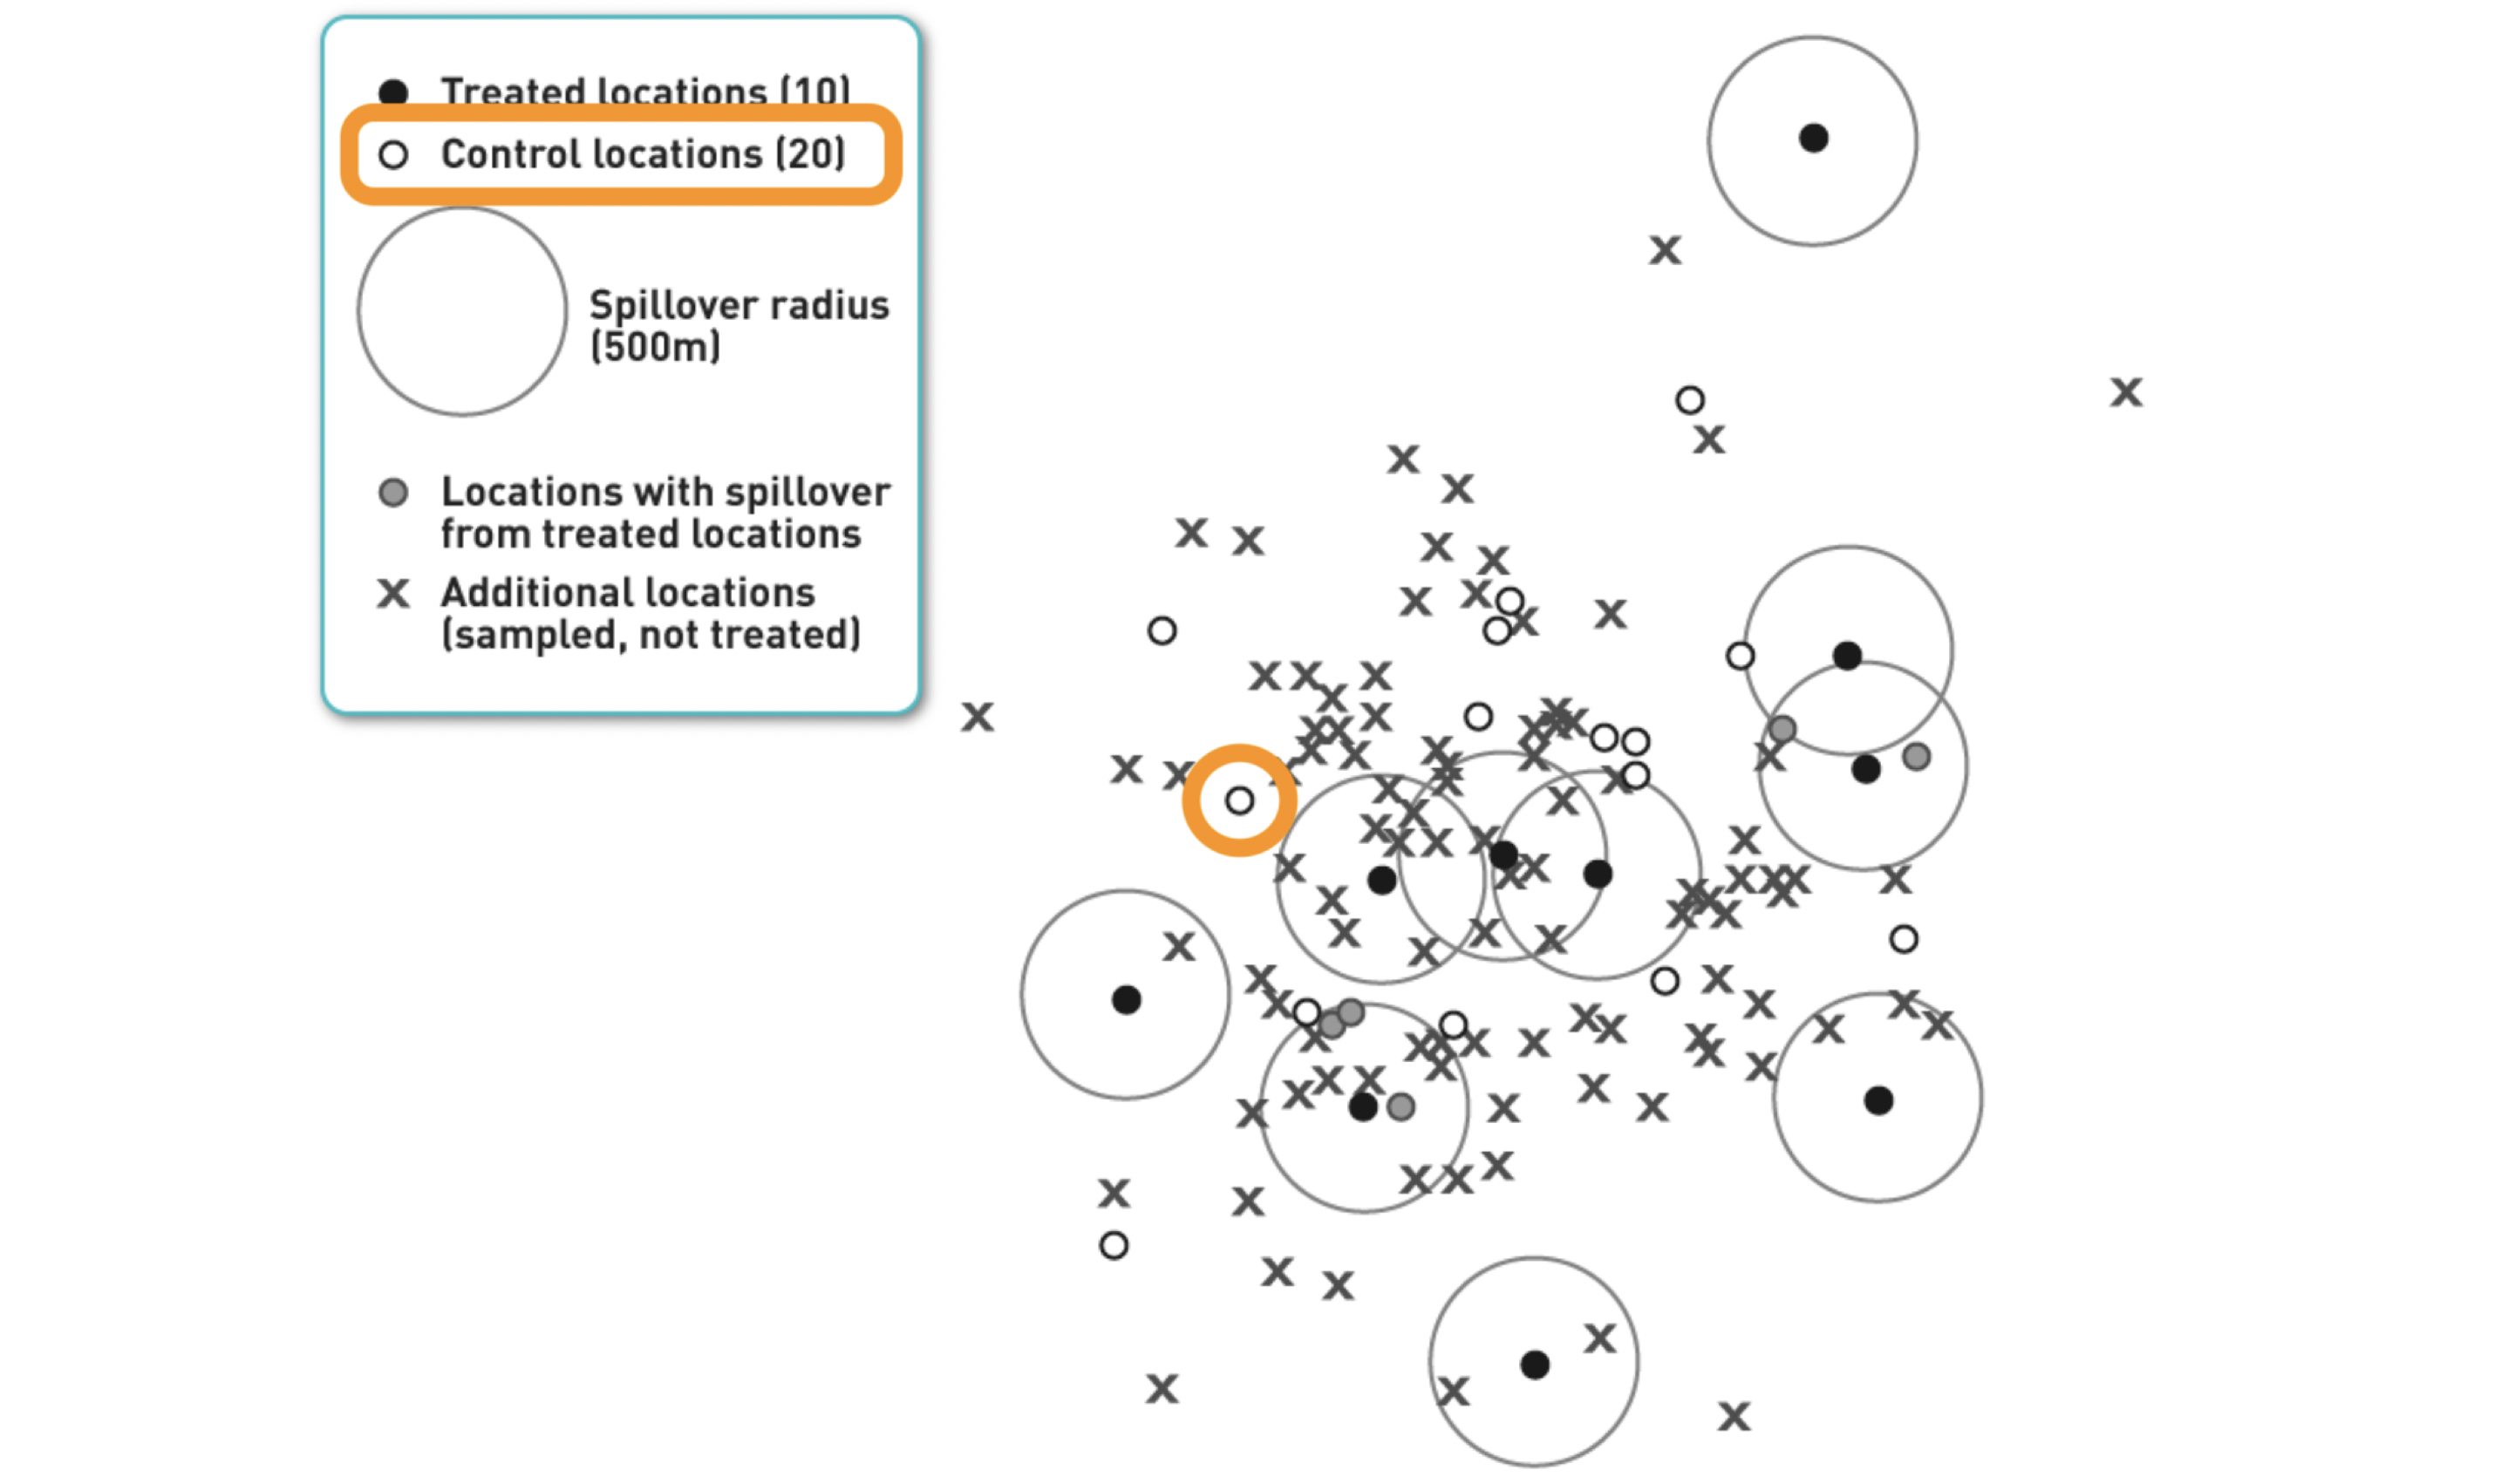 Treated locations (10)
Control locations (20)
Spillover radius
(500m)
Locations with spillover
from treated locations
Additional locations
(sampled, not treated)